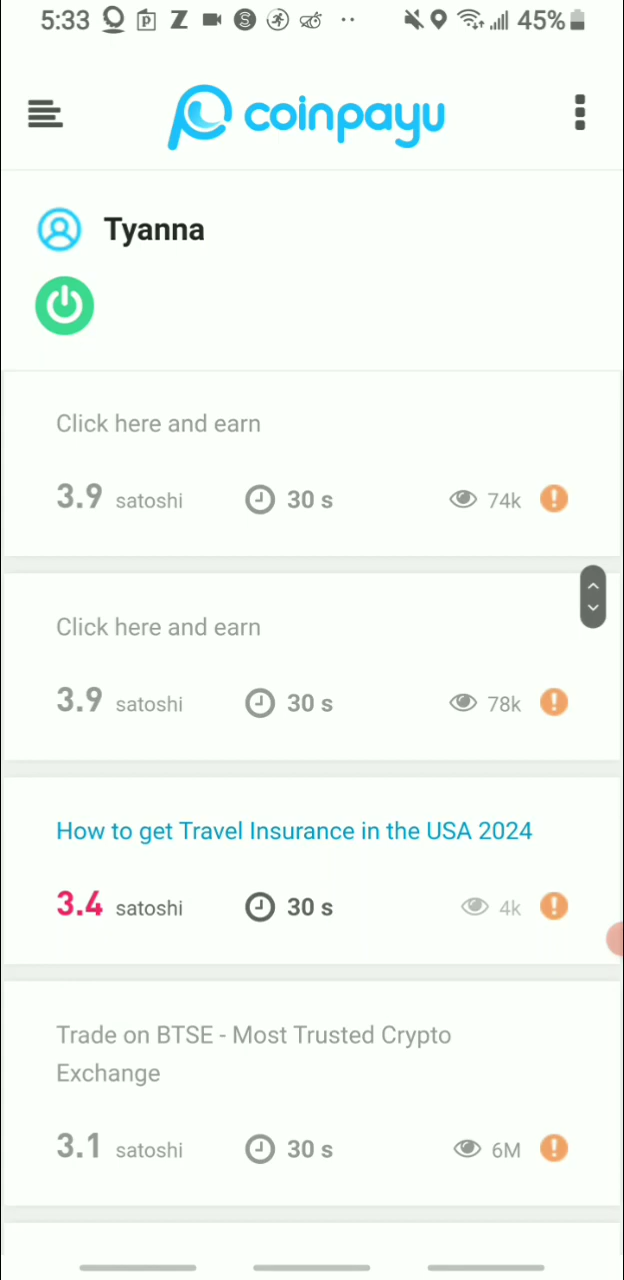 5:33 45%
coinpayu
Tyanna
Click here and earn
3.9 satoshi 30 s 74k
Click here and earn
3.9 satoshi 30 s 78k
How to get Travel Insurance in the USA 2024
3.4 satoshi 30 s 4k
Trade on BTSE - Most Trusted Crypto
Exchange
3.1 satoshi 30 s 6M